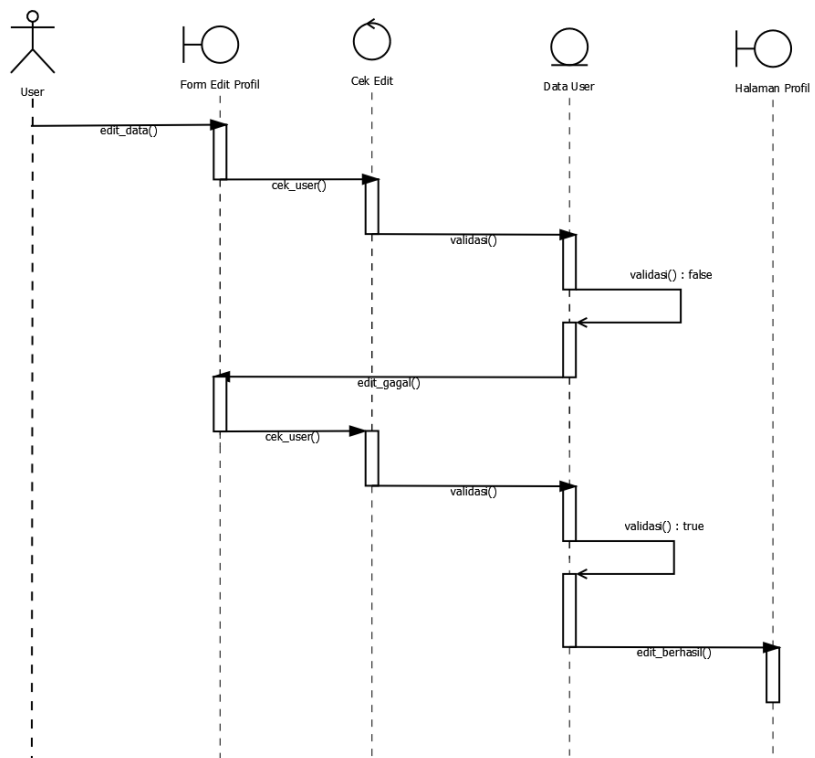 User
Form Edit Profil
Cek Edit
Data User
Halaman Profil
edit_data()
cek_user()
validasi()
validasi() : false
edit_gagal()
cek_user()
validasi()
validasi() : true
edit_berhasil()